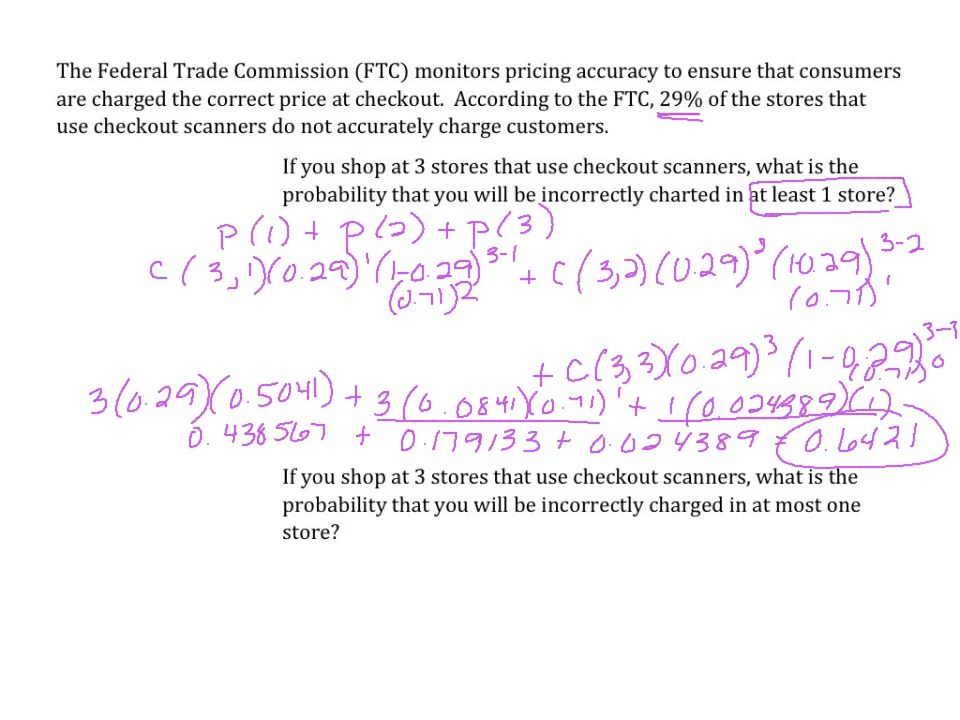 The Federal Trade Commission (FTC) monitors pricing accuracy to ensure that consumers
are charged the correct price at checkout. According to the FTC, 29% of the stores that
use checkout scanners do not accurately charge customers.
If you shop at 3 stores that use checkout scanners, what is the
probability that you will be incorrectly charted in at least 1 store?
P(1) + P(2) + P(3)
C(3,1)(0.29)¹(1-0.29)³⁻¹ + C(3,2)(0.29)²(1-0.29)³⁻²
(0.71)² (0.71)¹
+ C(3,3)(0.29)³(1-0.29)³⁻³
(0.71)⁰
3(0.29)(0.5041) + 3(0.0841)(0.71)¹ + 1(0.024389)(1)
0.438567 + 0.179133 + 0.024389 = 0.6421
If you shop at 3 stores that use checkout scanners, what is the
probability that you will be incorrectly charged in at most one
store?